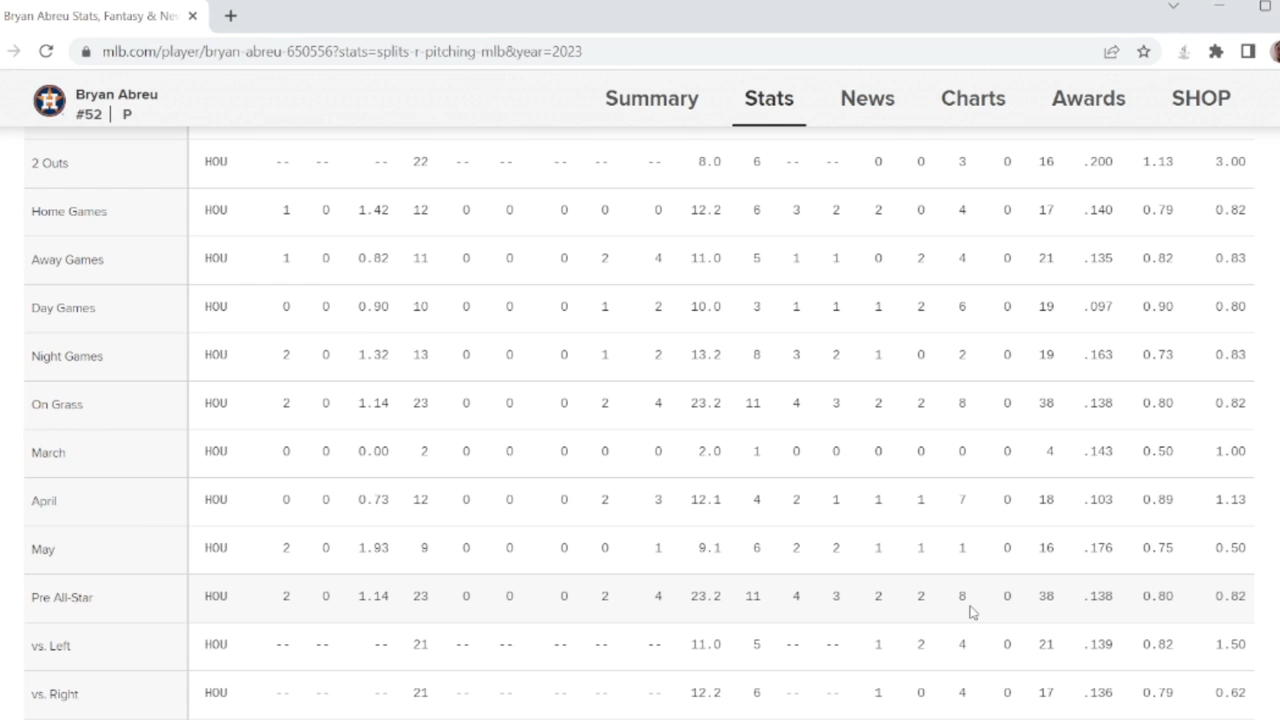 Bryan Abreu Stats, Fantasy & Ne
mlb.com/player/bryan-abreu-650556?stats=splits-r-pitching-mlb&year=2023
Bryan Abreu
#52 | P
Summary Stats News Charts Awards SHOP
2 Outs HOU -- -- -- 22 -- -- -- -- -- 8.0 6 -- -- 0 0 3 0 16 .200 1.13 3.00
Home Games HOU 1 0 1.42 12 0 0 0 0 0 12.2 6 3 2 2 0 4 0 17 .140 0.79 0.82
Away Games HOU 1 0 0.82 11 0 0 0 2 4 11.0 5 1 1 0 2 4 0 21 .135 0.82 0.83
Day Games HOU 0 0 0.90 10 0 0 0 1 2 10.0 3 1 1 1 2 6 0 19 .097 0.90 0.80
Night Games HOU 2 0 1.32 13 0 0 0 1 2 13.2 8 3 2 1 0 2 0 19 .163 0.73 0.83
On Grass HOU 2 0 1.14 23 0 0 0 2 4 23.2 11 4 3 2 2 8 0 38 .138 0.80 0.82
March HOU 0 0 0.00 2 0 0 0 0 0 2.0 1 0 0 0 0 0 0 4 .143 0.50 1.00
April HOU 0 0 0.73 12 0 0 0 2 3 12.1 4 2 1 1 1 7 0 18 .103 0.89 1.13
May HOU 2 0 1.93 9 0 0 0 0 1 9.1 6 2 2 1 1 1 0 16 .176 0.75 0.50
Pre All-Star HOU 2 0 1.14 23 0 0 0 2 4 23.2 11 4 3 2 2 8 0 38 .138 0.80 0.82
vs. Left HOU -- -- -- 21 -- -- -- -- -- 11.0 5 -- -- 1 2 4 0 21 .139 0.82 1.50
vs. Right HOU -- -- -- 21 -- -- -- -- -- 12.2 6 -- -- 1 0 4 0 17 .136 0.79 0.62